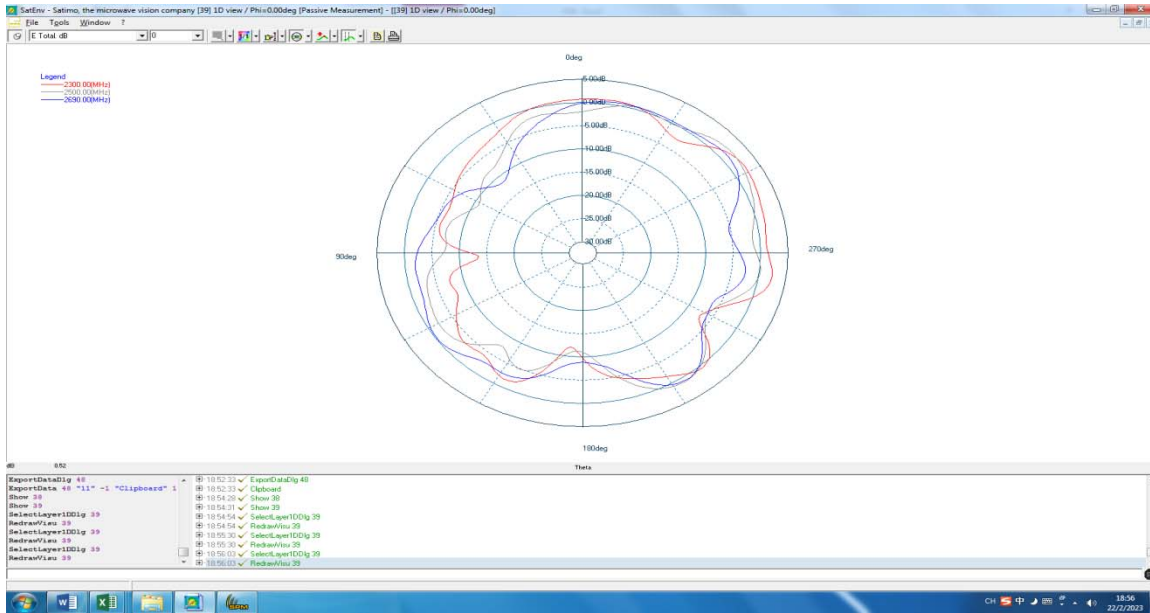 SatEnv - Satimo, the microwave vision company [39] 1D view / Phi=0.00deg [Passive Measurement] - [[39] 1D view / Phi=0.00deg]
File Tools Window ?
E Total dB 0
Legend
2300.00(MHz)
2500.00(MHz)
2690.00(MHz)
0deg
5.00dB
0.00dB
-5.00dB
-10.00dB
-15.00dB
-20.00dB
-25.00dB
-30.00dB
90deg
270deg
180deg
dB 0.52 Theta
ExportDataDlg 48
ExportData 48 "11" -1 "Clipboard" 1
Show 38
Show 39
SelectLayer1DDlg 39
RedrawVisu 39
SelectLayer1DDlg 39
RedrawVisu 39
SelectLayer1DDlg 39
RedrawVisu 39
18:52:33 ExportDataDlg 48
18:52:33 Clipboard
18:54:28 Show 38
18:54:31 Show 39
18:54:54 SelectLayer1DDlg 39
18:54:54 RedrawVisu 39
18:55:30 SelectLayer1DDlg 39
18:55:30 RedrawVisu 39
18:56:03 SelectLayer1DDlg 39
18:56:03 RedrawVisu 39
CH 中 18:56
22/2/2023